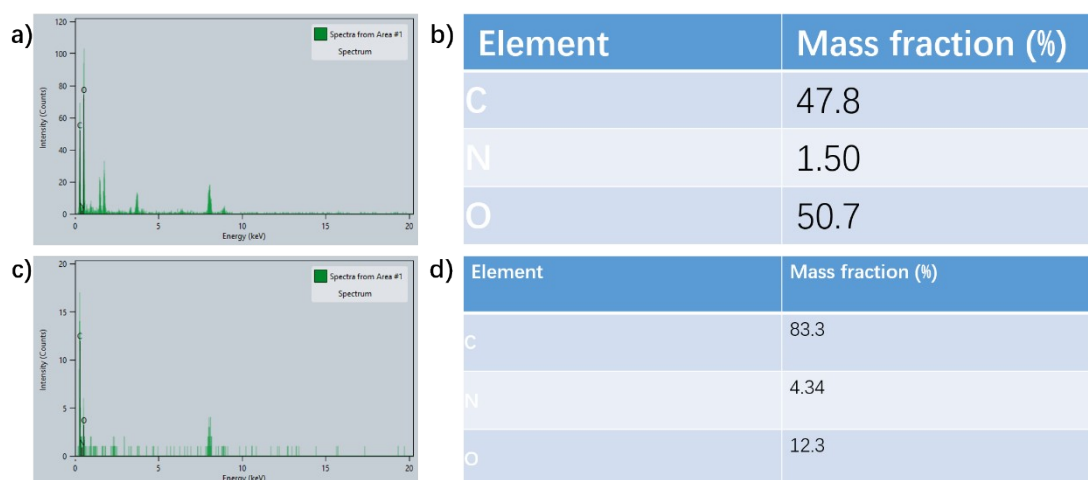 a)
120
100
80
60
40
20
0
Intensity (Counts)
Spectra from Area #1
Spectrum
C
O
0 5 10 15 20
Energy (keV)
b)
Element Mass fraction (%)
C 47.8
N 1.50
O 50.7
c)
20
15
10
5
0
Intensity (Counts)
Spectra from Area #1
Spectrum
C
O
0 5 10 15 20
Energy (keV)
d)
Element Mass fraction (%)
C 83.3
N 4.34
O 12.3